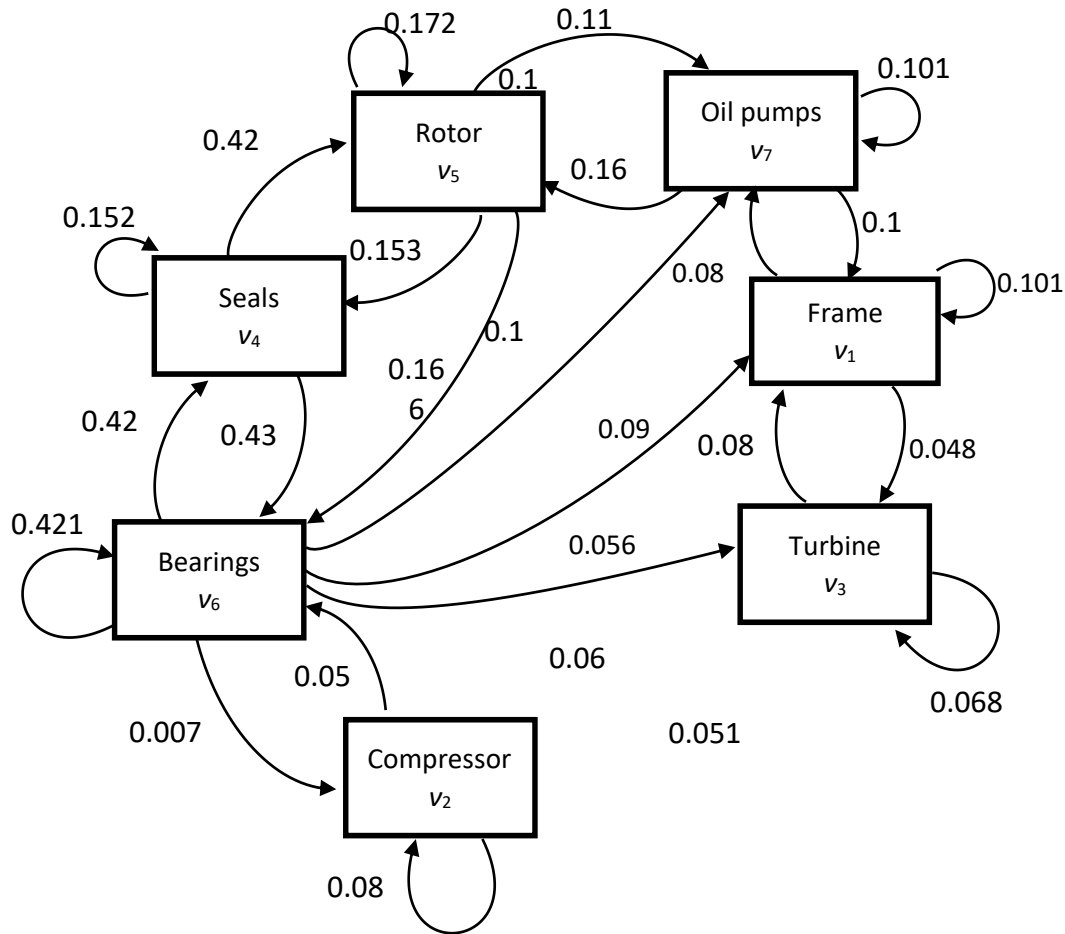 0.172
0.11
0.1
0.101
Rotor
v₅
Oil pumps
v₇
0.42
0.16
0.152
0.153
0.1
0.08
0.101
Seals
v₄
Frame
v₁
0.1
0.16
6
0.42
0.43
0.09
0.08
0.048
0.421
Bearings
v₆
0.056
Turbine
v₃
0.05
0.06
0.068
0.007
0.051
Compressor
v₂
0.08